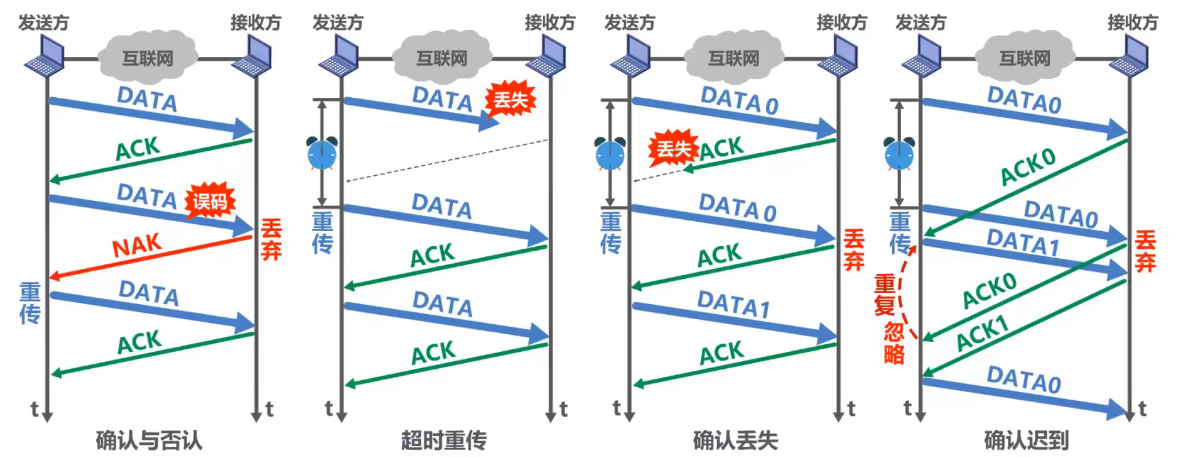 发送方
接收方
互联网
DATA
ACK
DATA
误码
丢弃
NAK
重传
DATA
ACK
t
t
确认与否认
发送方
接收方
互联网
DATA
丢失
重传
DATA
ACK
DATA
ACK
t
t
超时重传
发送方
接收方
互联网
DATA 0
丢失
ACK
重传
DATA 0
丢弃
ACK
DATA1
ACK
t
t
确认丢失
发送方
接收方
互联网
DATA0
ACK0
重传
DATA0
DATA1
丢弃
重复
忽略
ACK0
ACK1
DATA0
t
t
确认迟到